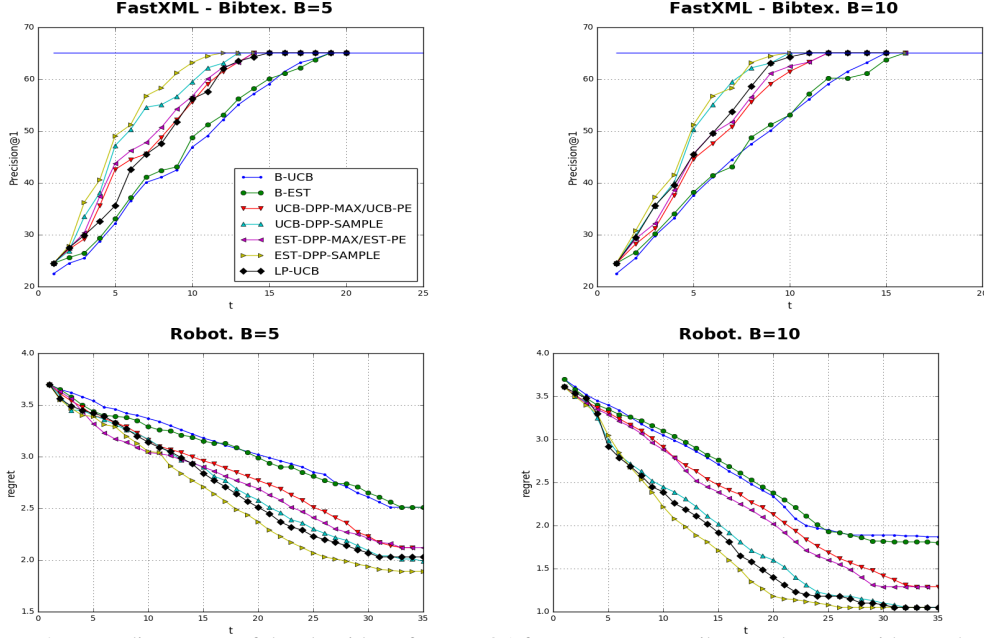 FastXML - Bibtex. B=5
FastXML - Bibtex. B=10
70
60
50
40
30
20
Precision@1
0
5
10
15
20
25
t
B-UCB
B-EST
UCB-DPP-MAX/UCB-PE
UCB-DPP-SAMPLE
EST-DPP-MAX/EST-PE
EST-DPP-SAMPLE
LP-UCB
70
60
50
40
30
20
Precision@1
0
5
10
15
20
t
Robot. B=5
Robot. B=10
4.0
3.5
3.0
2.5
2.0
1.5
regret
0
5
10
15
20
25
30
35
t
4.0
3.5
3.0
2.5
2.0
1.5
1.0
regret
0
5
10
15
20
25
30
35
t